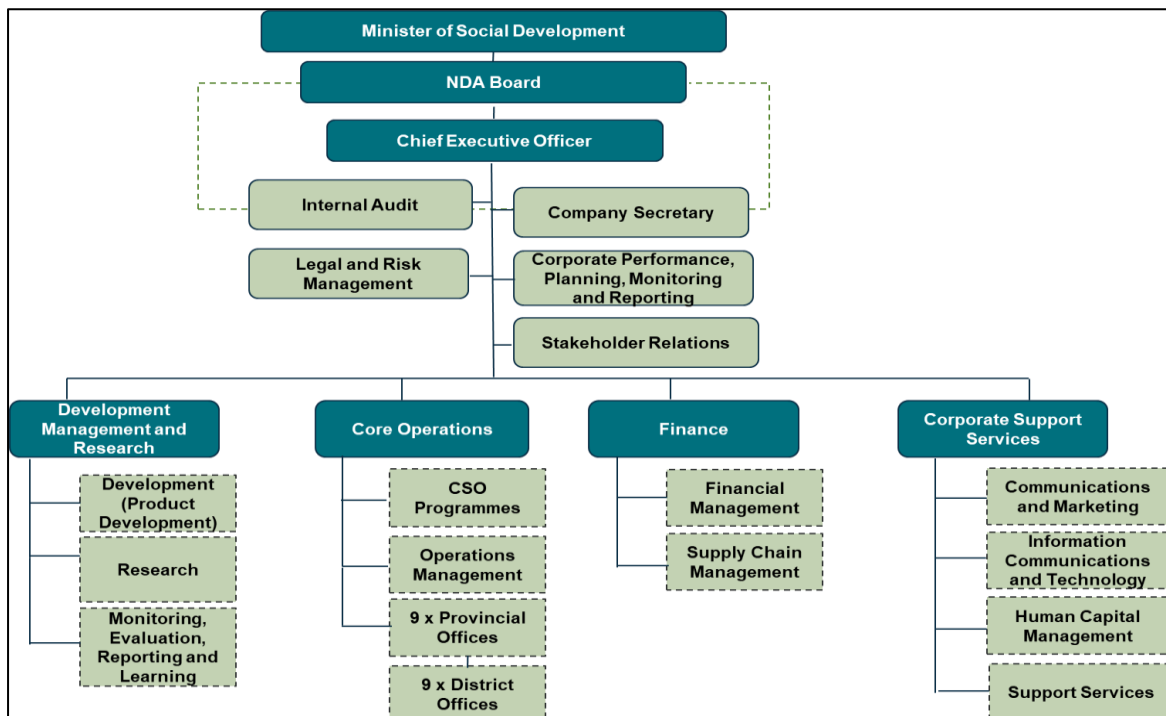 Minister of Social Development
NDA Board
Chief Executive Officer
Internal Audit
Company Secretary
Legal and Risk
Management
Corporate Performance,
Planning, Monitoring
and Reporting
Stakeholder Relations
Development
Management and
Research
Development
(Product
Development)
Research
Monitoring,
Evaluation,
Reporting and
Learning
Core Operations
CSO
Programmes
Operations
Management
9 x Provincial
Offices
9 x District
Offices
Finance
Financial
Management
Supply Chain
Management
Corporate Support
Services
Communications
and Marketing
Information
Communications
and Technology
Human Capital
Management
Support Services